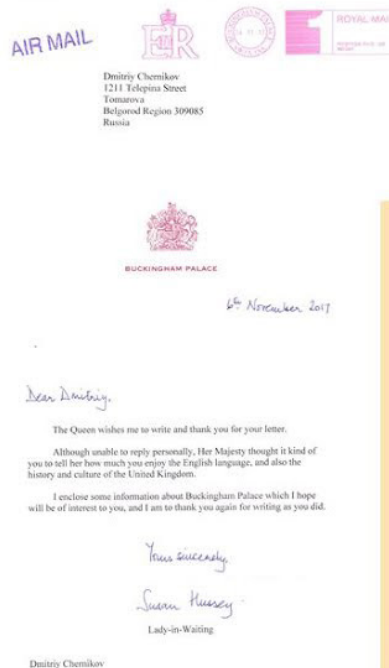 AIR MAIL
E II R
ROYAL MAIL
Dmitriy Chernikov
1211 Telepina Street
Tomarova
Belgorod Region 309085
Russia
BUCKINGHAM PALACE
6th November 2017
Dear Dmitriy,
The Queen wishes me to write and thank you for your letter.
Although unable to reply personally, Her Majesty thought it kind of
you to tell her how much you enjoy the English language, and also the
history and culture of the United Kingdom.
I enclose some information about Buckingham Palace which I hope
will be of interest to you, and I am to thank you again for writing as you did.
Yours sincerely,
Susan Hussey
Lady-in-Waiting
Dmitriy Chernikov